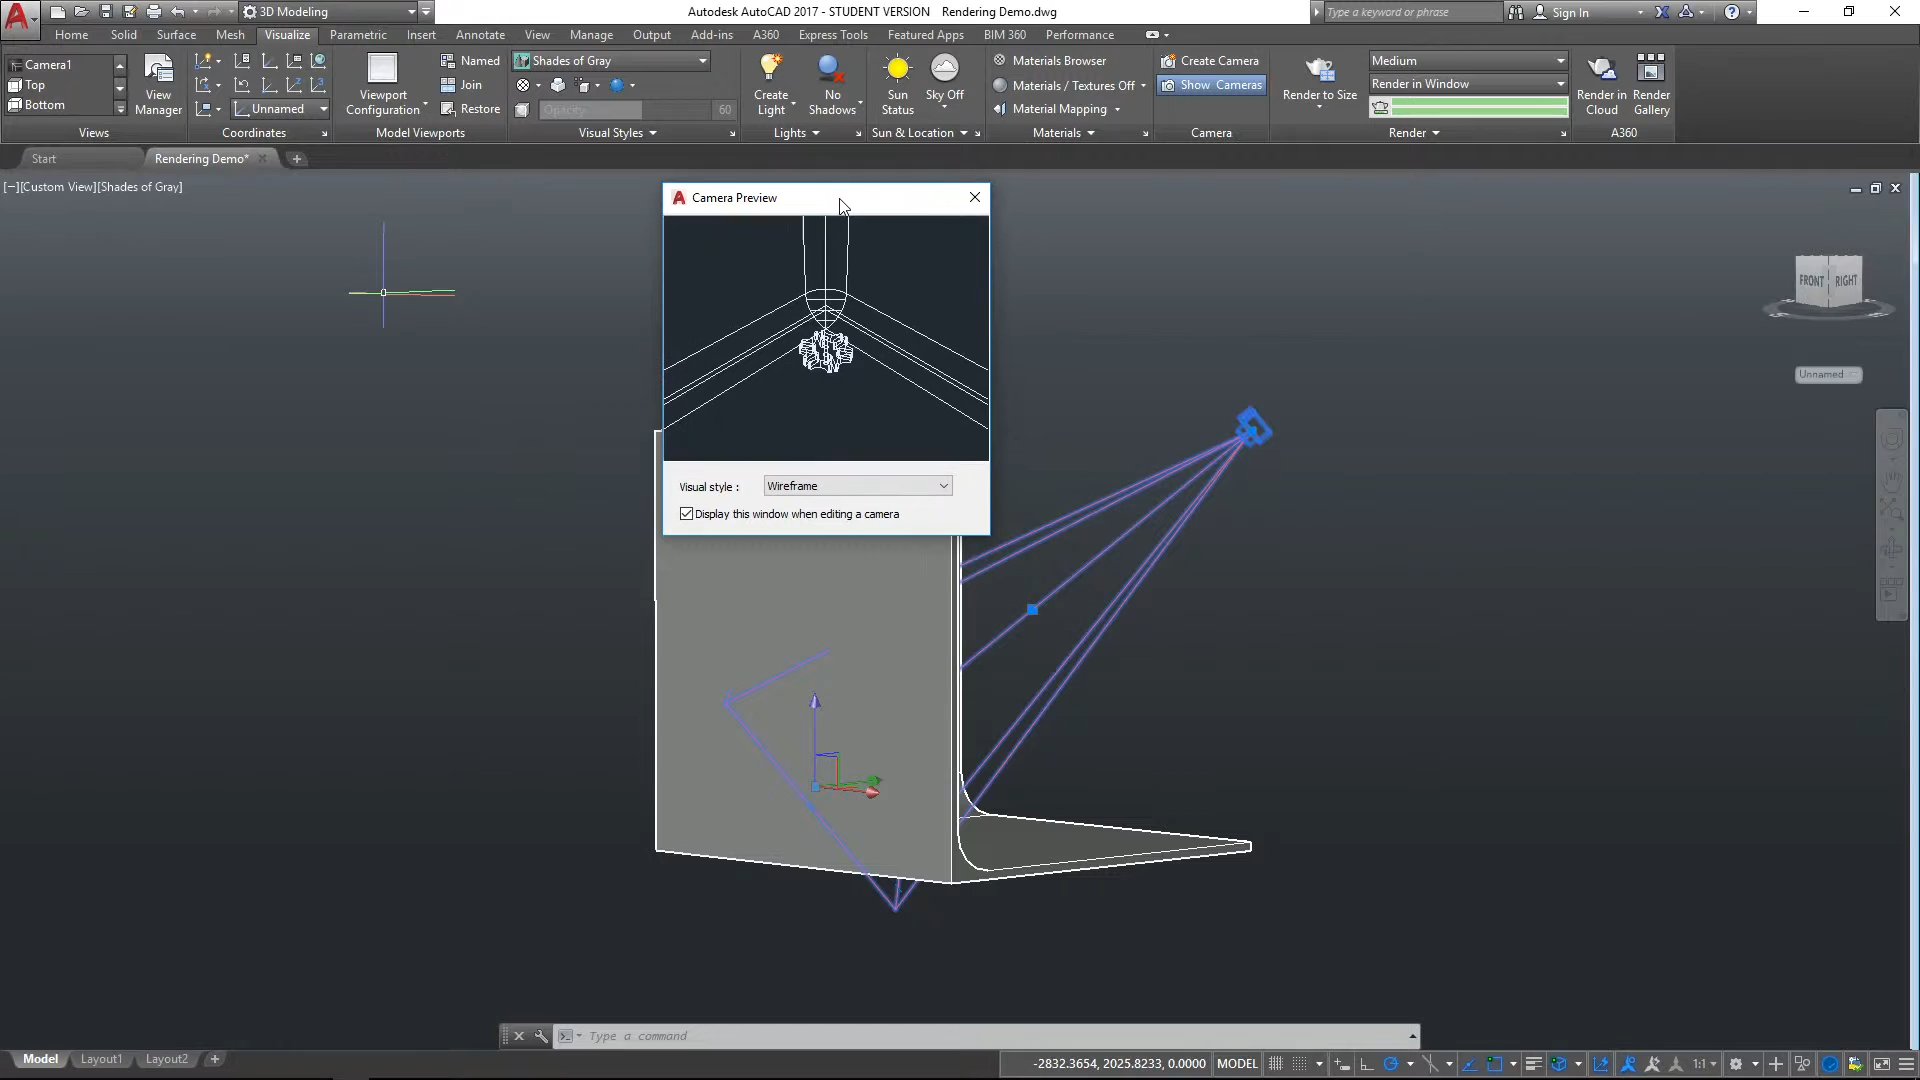 3D Modeling
Autodesk AutoCAD 2017 - STUDENT VERSION Rendering Demo.dwg
Type a keyword or phrase
Sign In
Home Solid Surface Mesh Visualize Parametric Insert Annotate View Manage Output Add-ins A360 Express Tools Featured Apps BIM 360 Performance
Camera1
Top
Bottom
View Manager
Views
Unnamed
Coordinates
Viewport Configuration
Named
Join
Restore
Model Viewports
Shades of Gray
Opacity 60
Visual Styles
Create Light
No Shadows
Lights
Sun Status
Sky Off
Sun & Location
Materials Browser
Materials / Textures Off
Material Mapping
Materials
Create Camera
Show Cameras
Camera
Render to Size
Medium
Render in Window
Render
Render in Cloud
Render Gallery
A360
Start
Rendering Demo*
[−][Custom View][Shades of Gray]
Camera Preview
Visual style : Wireframe
Display this window when editing a camera
FRONT RIGHT
Unnamed
Type a command
Model Layout1 Layout2
-2832.3654, 2025.8233, 0.0000 MODEL
1:1